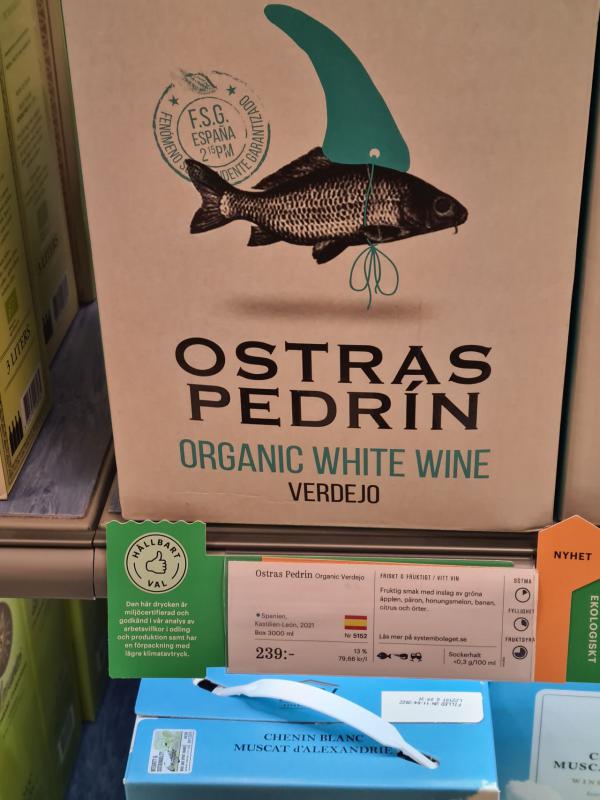 F.S.G.
ESPAÑA
2¹⁵PM
FENÓMENO
GARANTIZADO
OSTRAS
PEDRÍN
ORGANIC WHITE WINE
VERDEJO
3 LITERS
3 LITERS
HÅLLBART
VAL
Den här drycken är
miljöcertifierad och
godkänd i vår analys av
arbetsvillkor i odling
och produktion samt har
en förpackning med
lägre klimatavtryck.
Ostras Pedrín Organic Verdejo
Spanien,
Kastilien-León, 2021
Box 3000 ml
Nr 5152
239:-
13 %
79,66 kr/l
FRISKT & FRUKTIGT / VITT VIN
Fruktig smak med inslag av gröna
äpplen, päron, honungsmelon, banan,
citrus och örter.
Läs mer på systembolaget.se
Sockerhalt
<0,3 g/100 ml
SÖTMA
FYLLIGHET
FRUKTSYRA
NYHET
EKOLOGISKT
CHENIN BLANC
MUSCAT d'ALEXANDRIE
MUSC